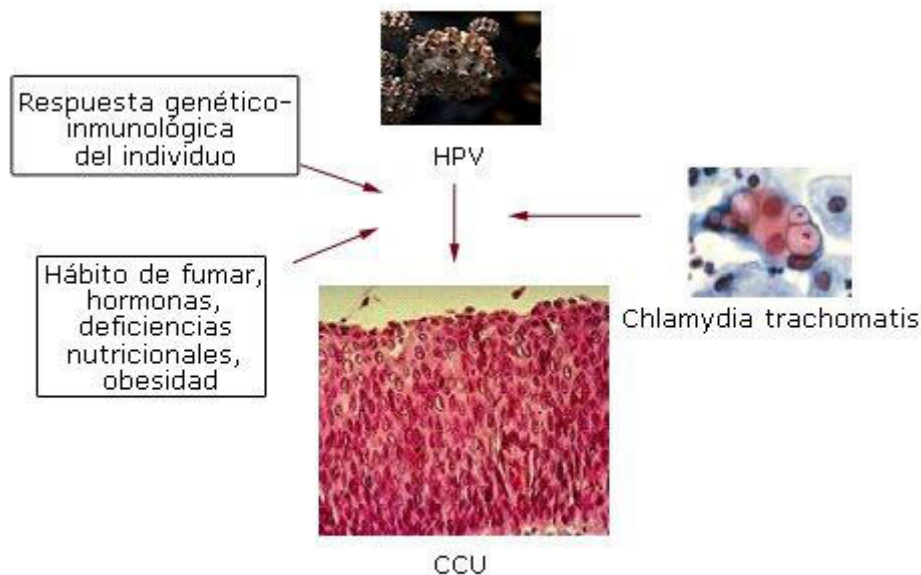 Respuesta genético-
inmunológica
del individuo
HPV
Hábito de fumar,
hormonas,
deficiencias
nutricionales,
obesidad
Chlamydia trachomatis
CCU